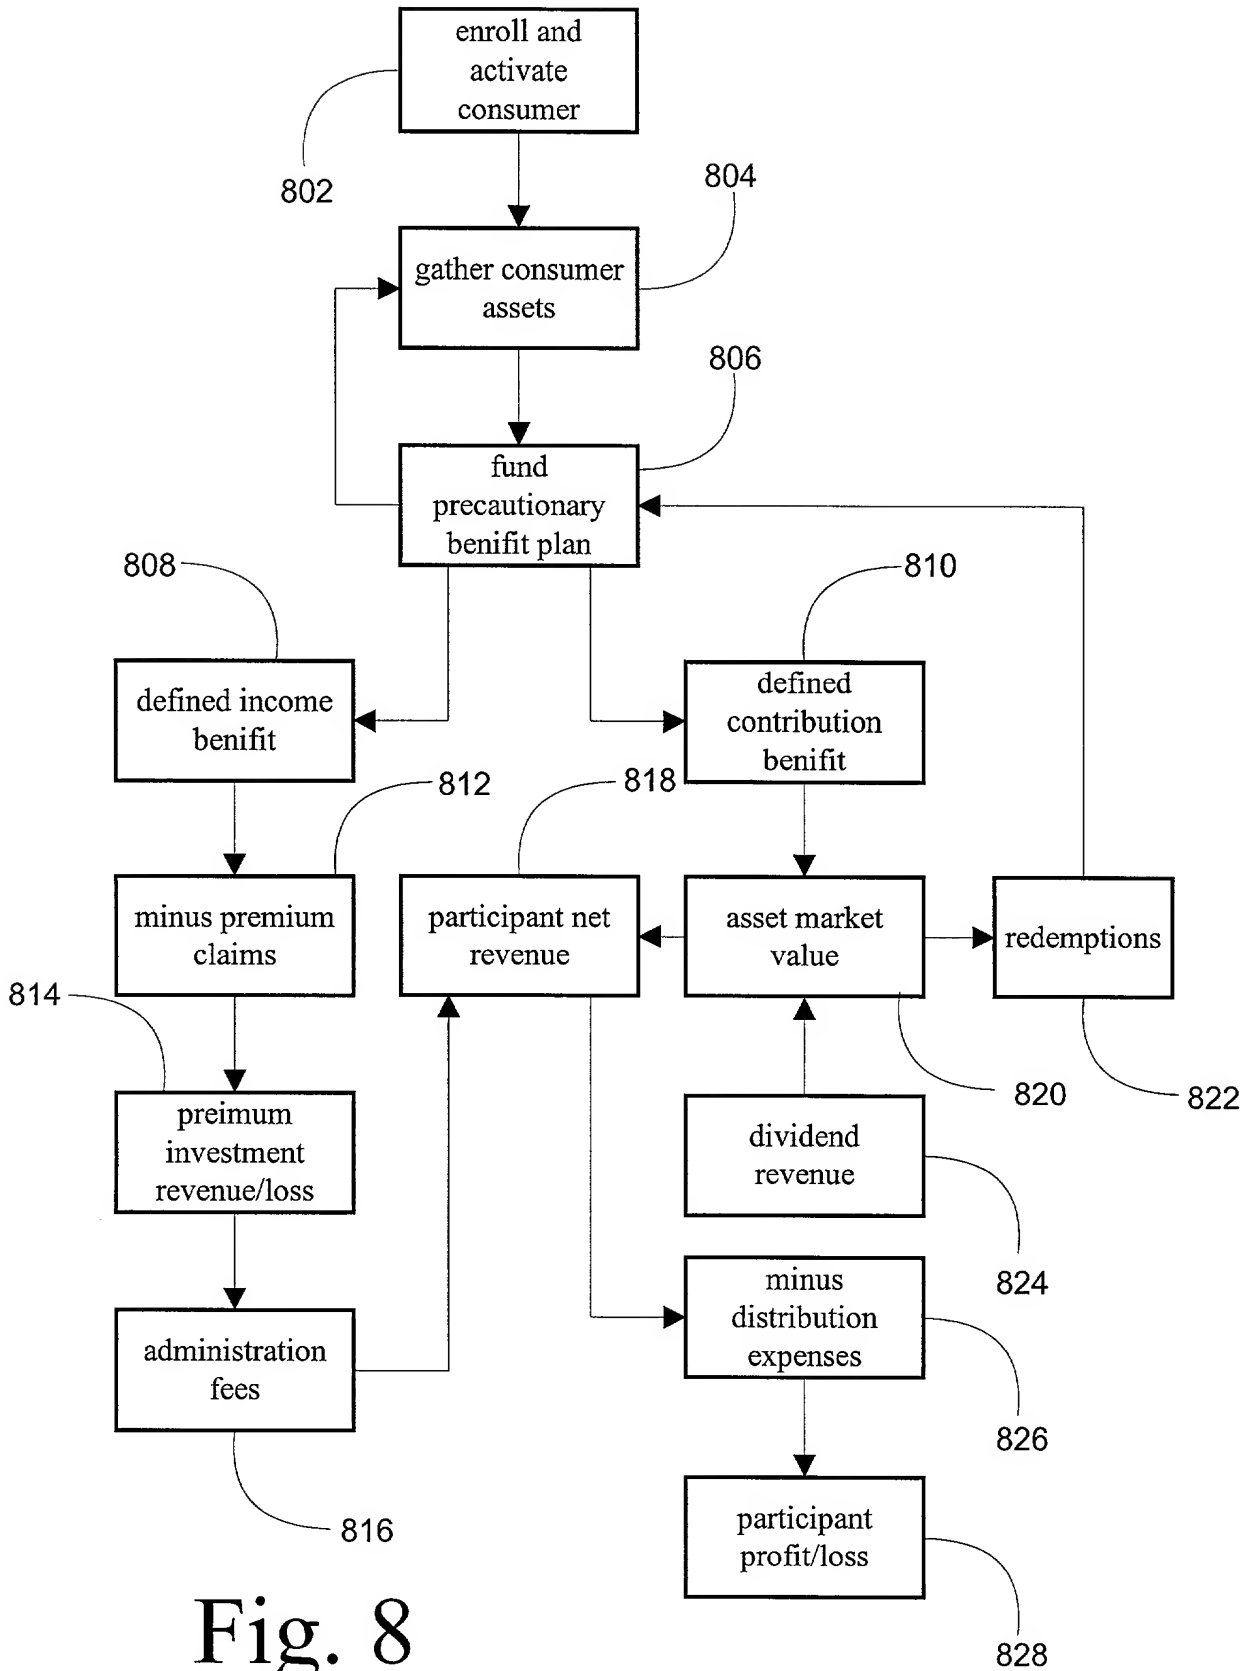 enroll and
activate
consumer
802
804
gather consumer
assets
806
fund
precautionary
benifit plan
808
810
defined income
benifit
defined
contribution
benifit
812
818
minus premium
claims
participant net
revenue
asset market
value
redemptions
814
820
822
preimum
investment
revenue/loss
dividend
revenue
824
minus
distribution
expenses
administration
fees
826
816
participant
profit/loss
828
Fig. 8